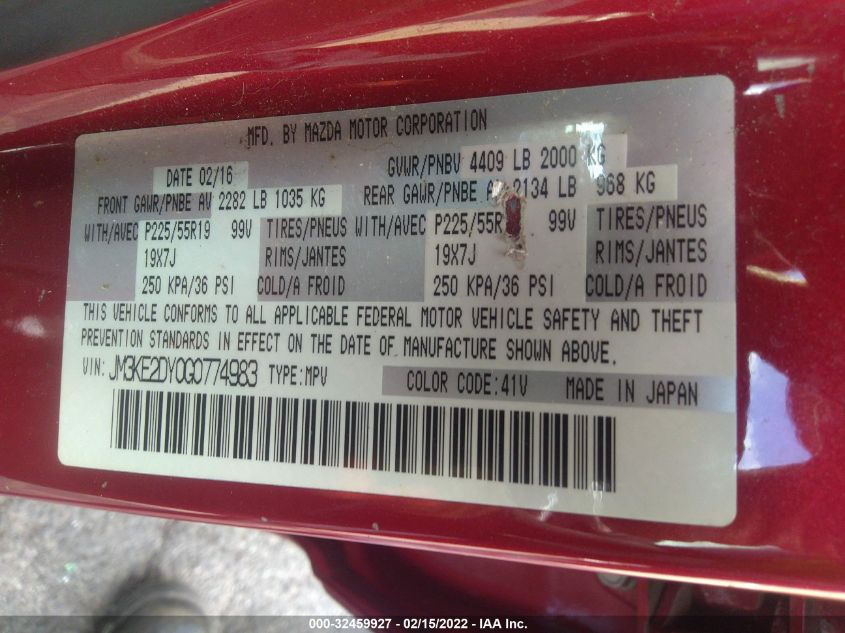 MFD. BY MAZDA MOTOR CORPORATION
DATE 02/16 GVWR/PNBV 4409 LB 2000 KG
FRONT GAWR/PNBE AV 2282 LB 1035 KG REAR GAWR/PNBE AV 2134 LB 968 KG
WITH/AVEC P225/55R19 99V TIRES/PNEUS WITH/AVEC P225/55R 99V TIRES/PNEUS
19X7J RIMS/JANTES 19X7J RIMS/JANTES
250 KPA/36 PSI COLD/A FROID 250 KPA/36 PSI COLD/A FROID
THIS VEHICLE CONFORMS TO ALL APPLICABLE FEDERAL MOTOR VEHICLE SAFETY AND THEFT
PREVENTION STANDARDS IN EFFECT ON THE DATE OF MANUFACTURE SHOWN ABOVE.
VIN: JM3KE2DY0G0774983 TYPE:MPV COLOR CODE:41V MADE IN JAPAN
000-32459927 - 02/15/2022 - IAA Inc.